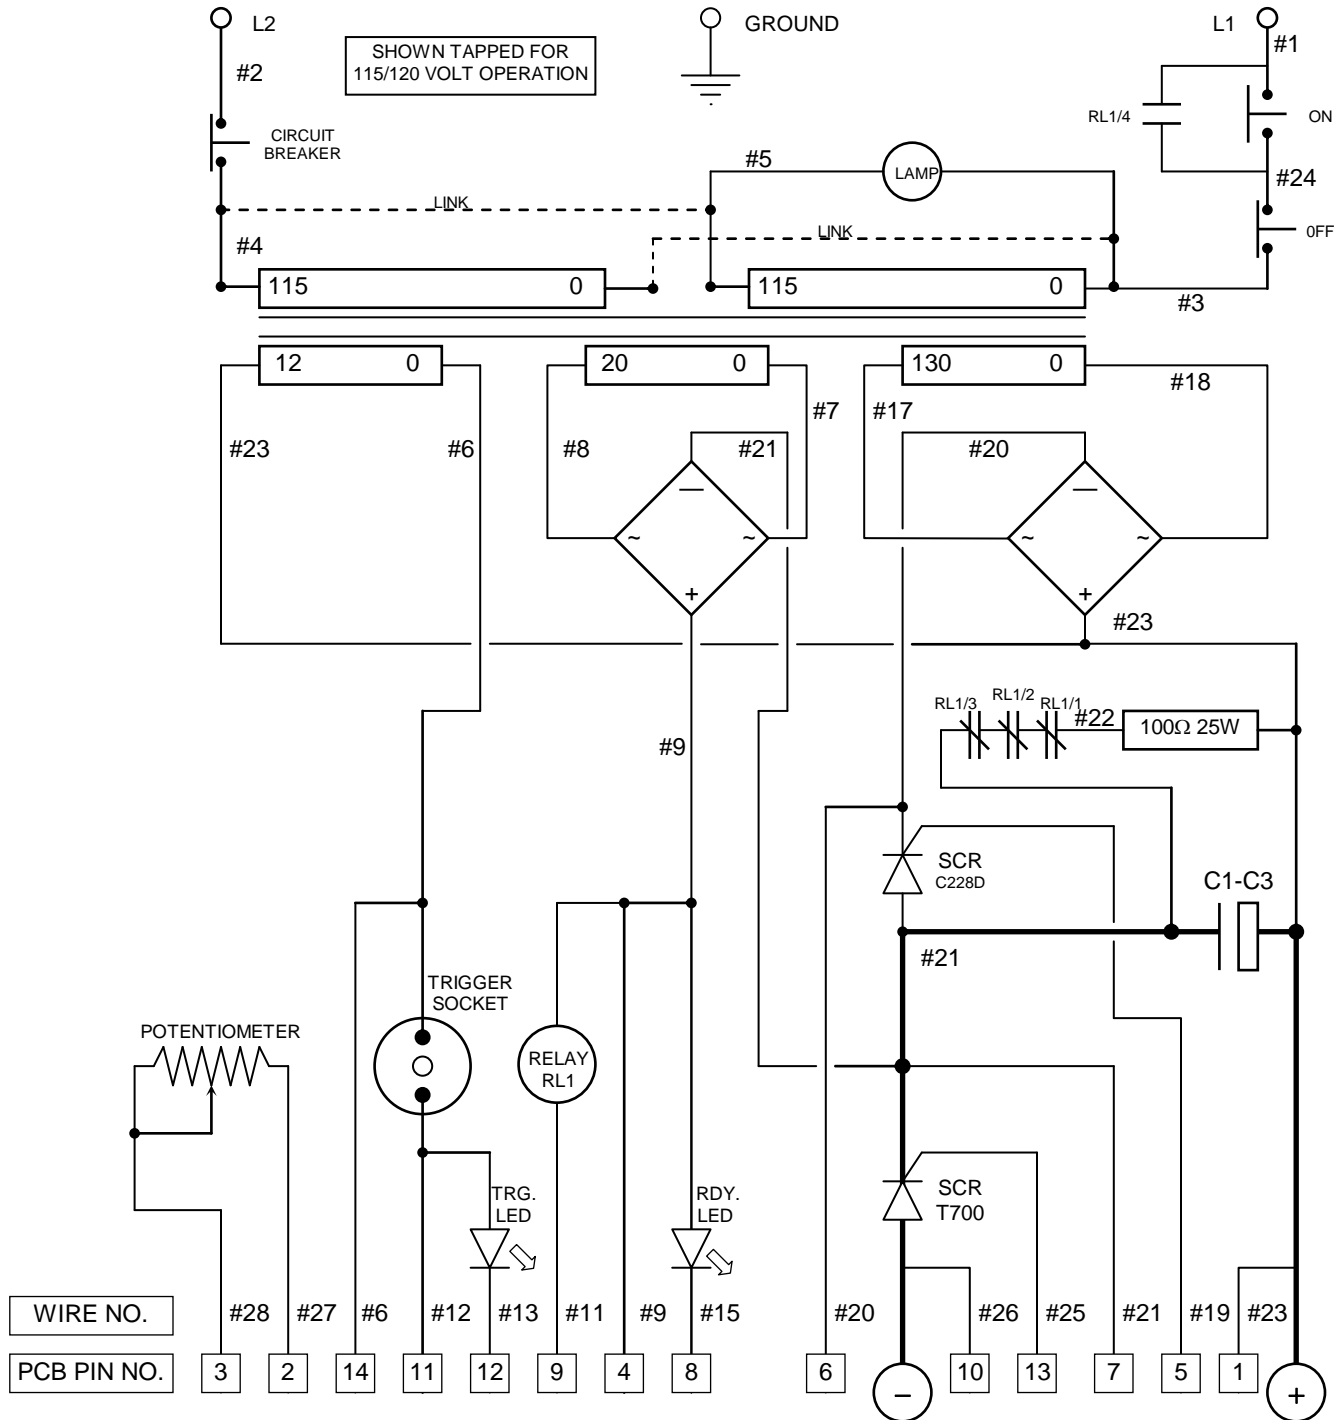 L2
GROUND
L1
#1
SHOWN TAPPED FOR
115/120 VOLT OPERATION
#2
RL1/4
ON
CIRCUIT
BREAKER
#5
LAMP
#24
LINK
LINK
0FF
#4
115 0
115 0
#3
12 0
20 0
130 0
#18
#7
#17
#23
#6
#8
#21
#20
—
—
~ ~
~ ~
+
+
#23
RL1/3
RL1/2
RL1/1
#22
100Ω 25W
#9
SCR
C228D
C1-C3
#21
TRIGGER
SOCKET
POTENTIOMETER
RELAY
RL1
TRG.
LED
RDY.
LED
SCR
T700
WIRE NO.
#28
#27
#6
#12
#13
#11
#9
#15
#20
#26
#25
#21
#19
#23
PCB PIN NO.
3
2
14
11
12
9
4
8
6
–
10
13
7
5
1
+